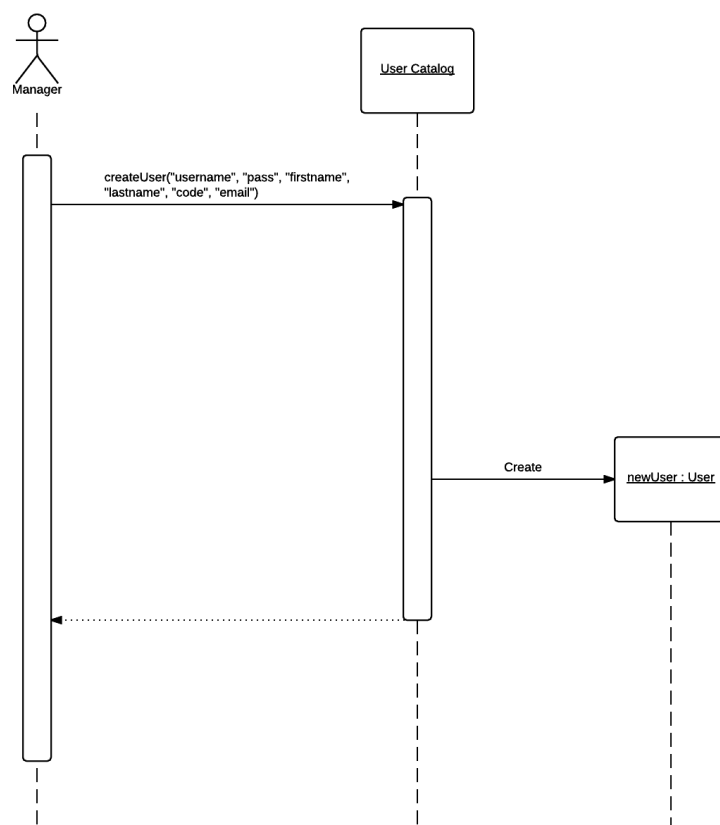 Manager
User Catalog
createUser("username", "pass", "firstname",
"lastname", "code", "email")
Create
newUser : User